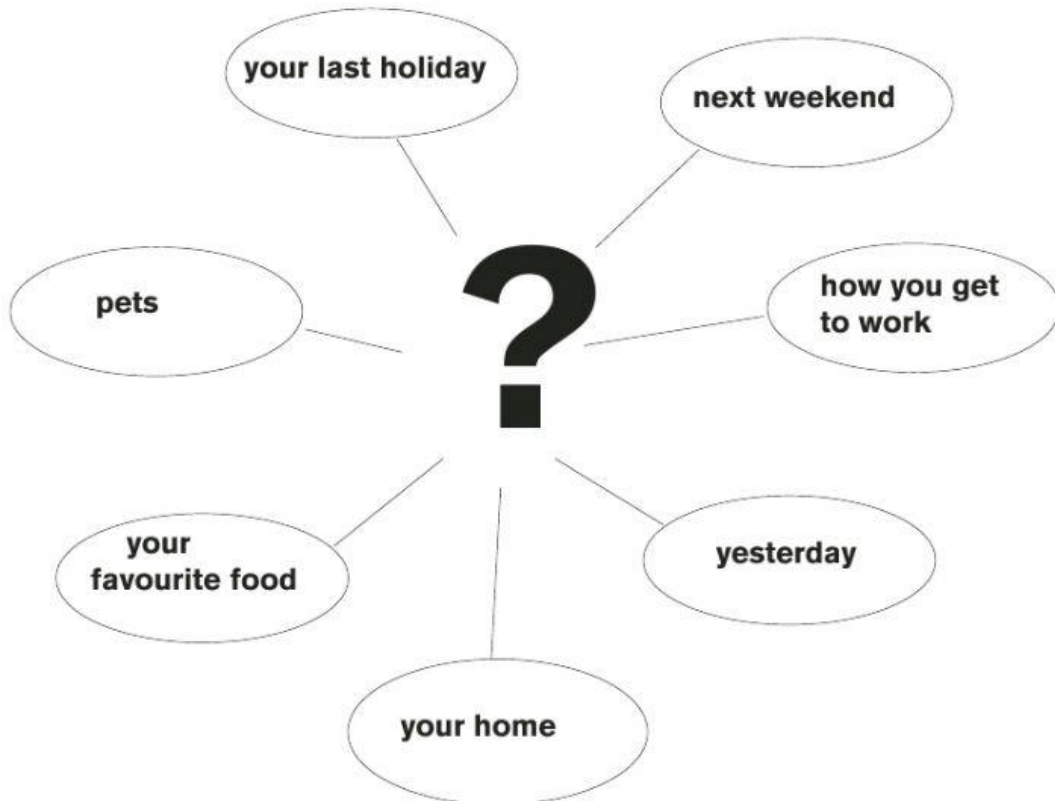 your last holiday
next weekend
pets
how you get
to work
?
your
favourite food
yesterday
your home